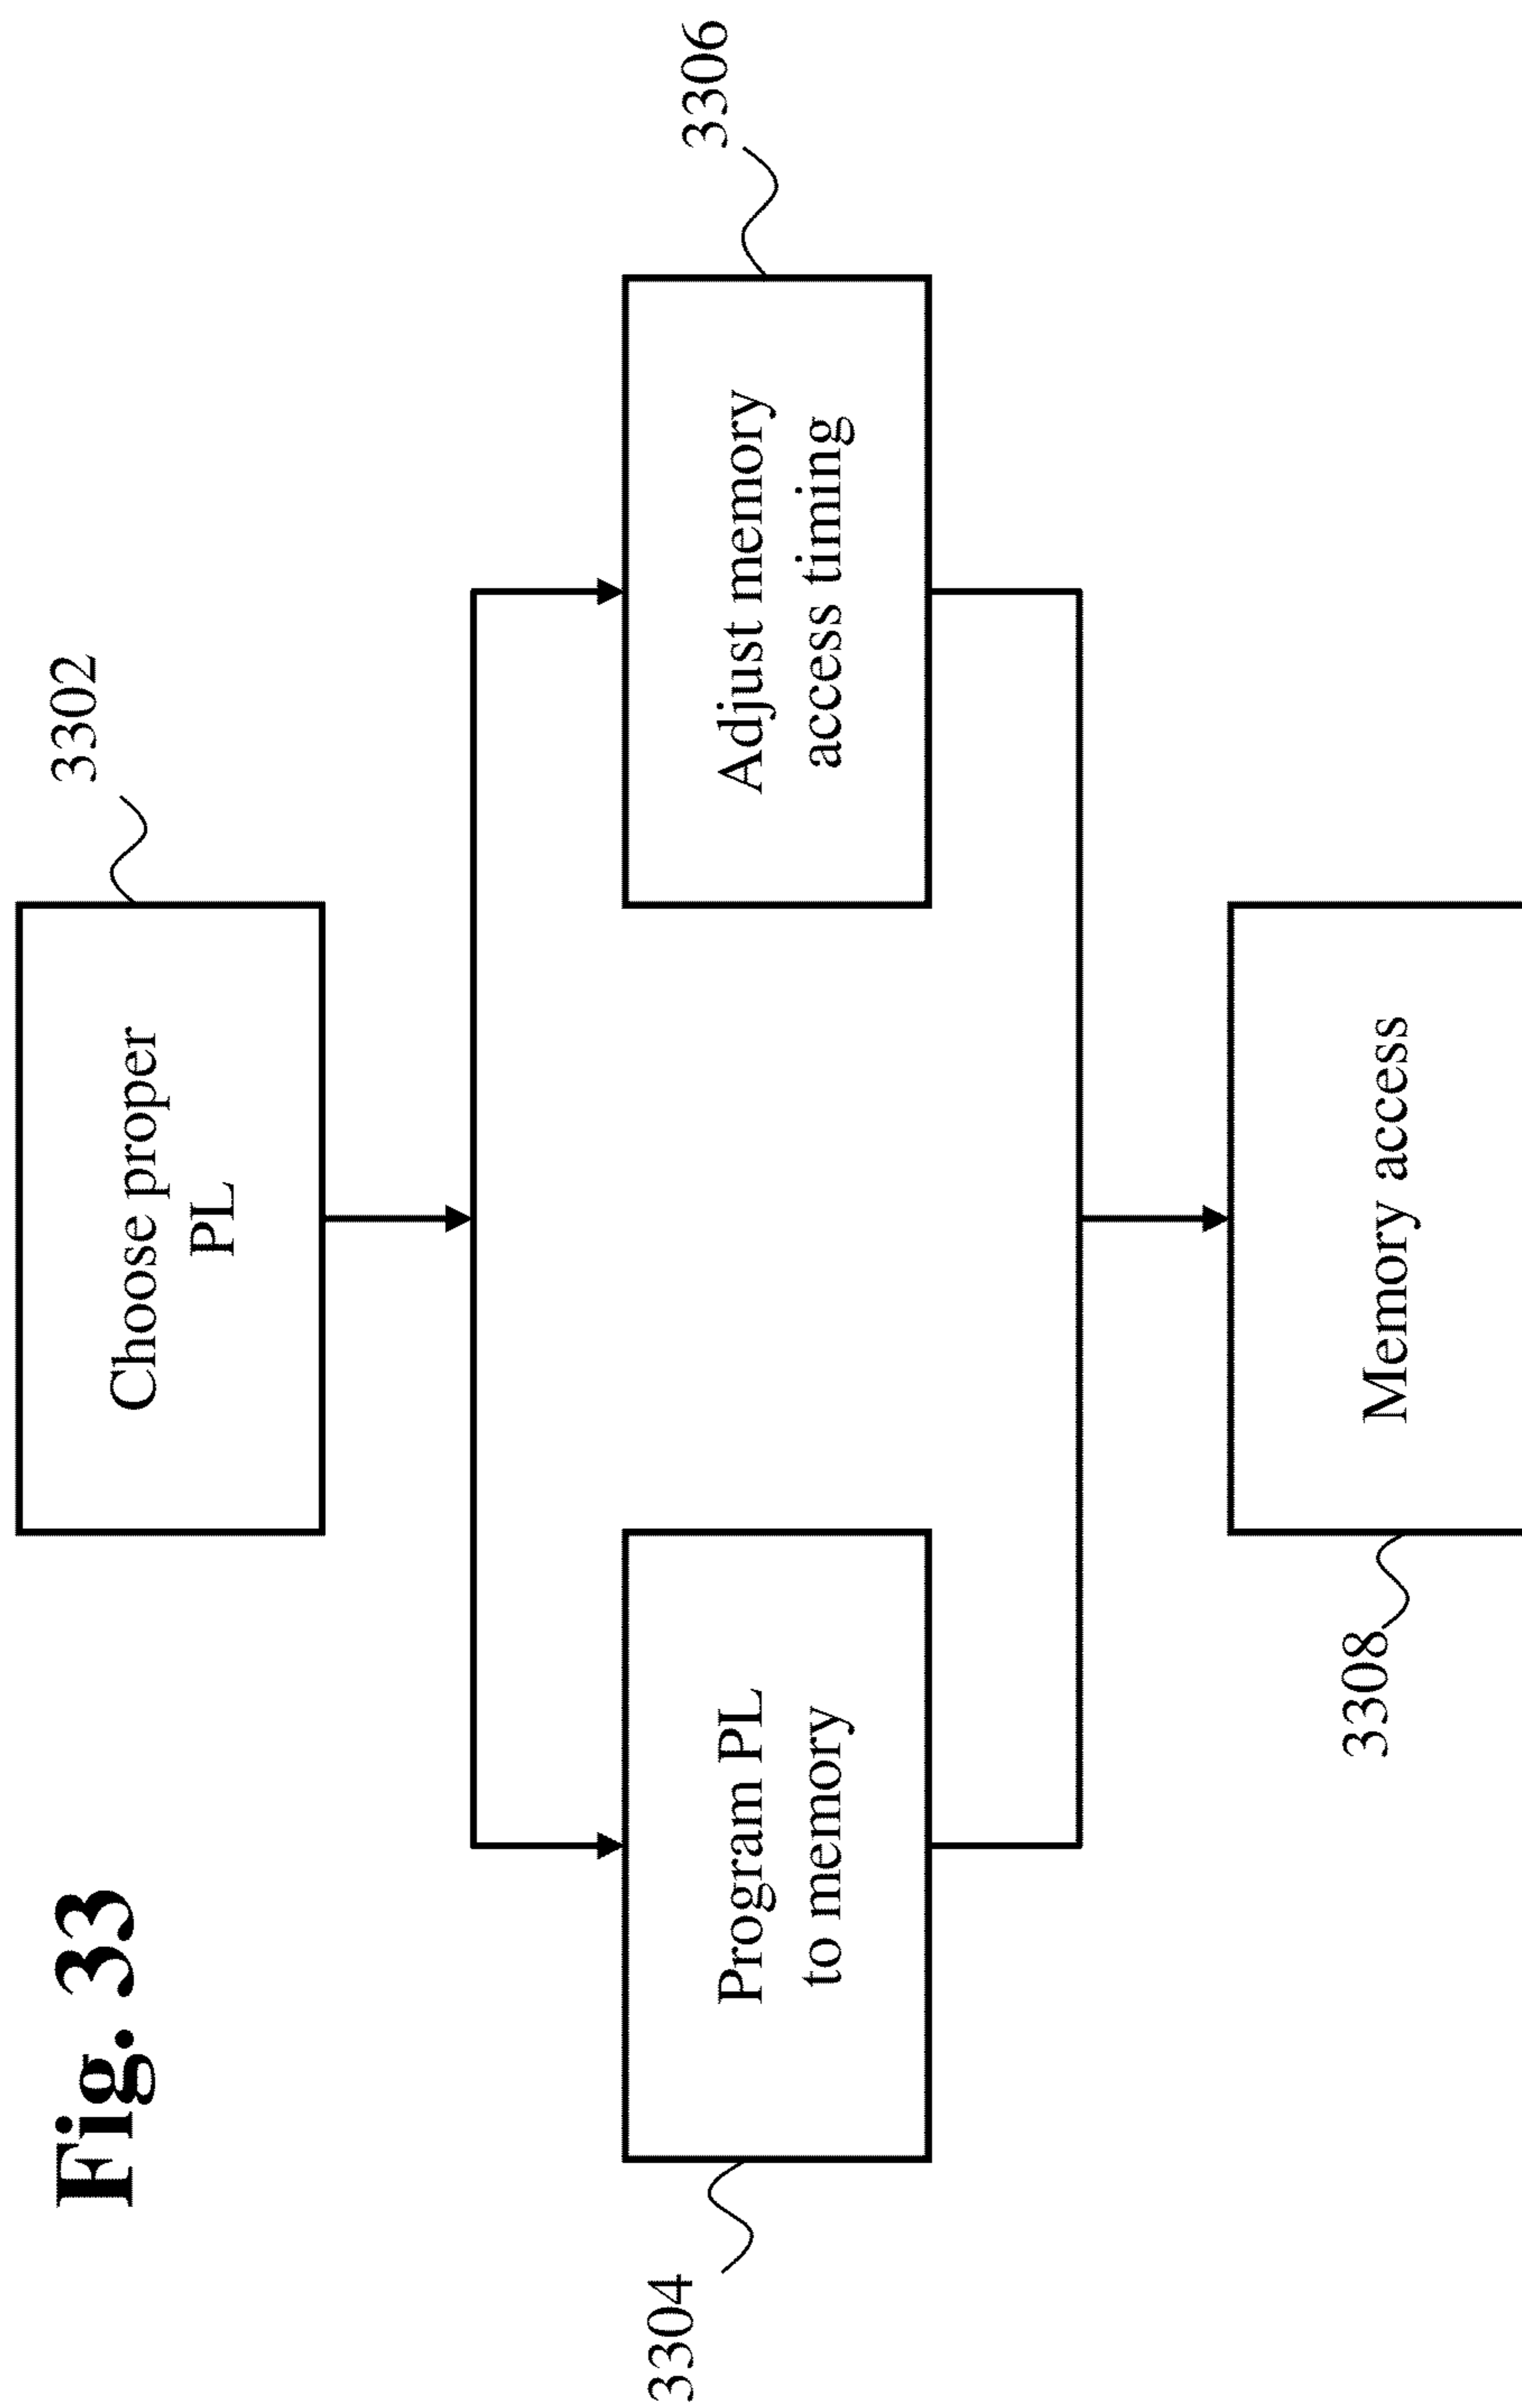 Fig. 33
3302
Choose proper
PL
3304
Program PL
to memory
3306
Adjust memory
access timing
3308
Memory access